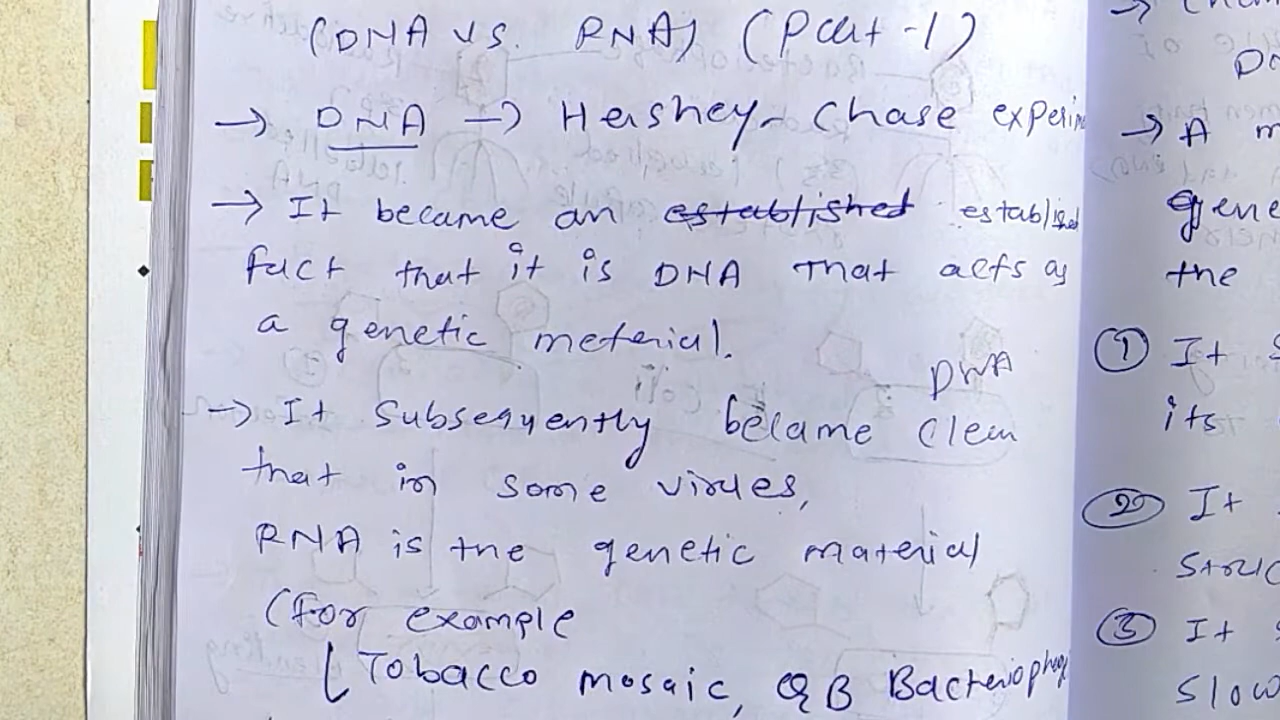 (DNA vs. RNA) (Part-1)
→ DNA → Hershey-Chase experim
→ It became an established established
fact that it is DNA that acts as
a genetic meterial.
DNA
→ It Subsequently became clear
that in some virues,
RNA is the genetic material
(For example
Tobacco mosaic, QB Bacteriophage
→ A m
gene
the
① It
its
② It
Struc
③ It
Slow